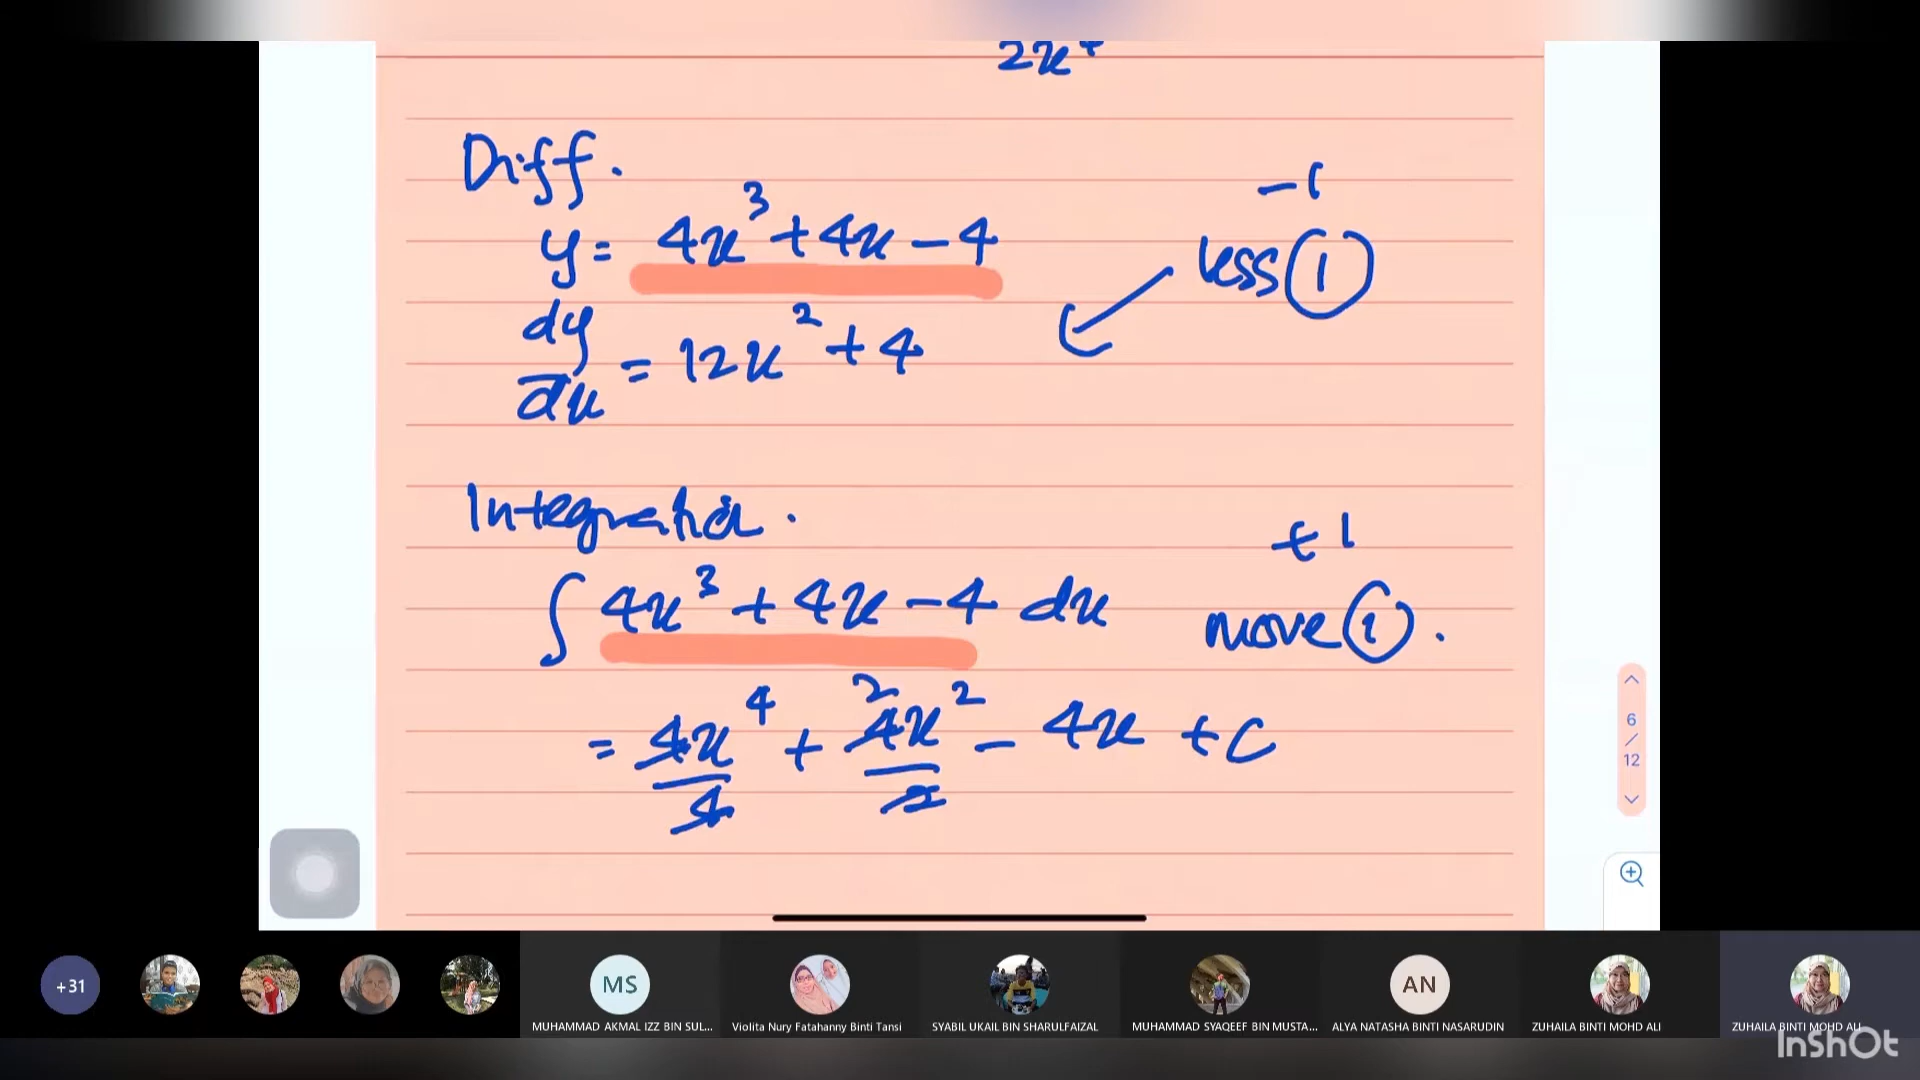 2x⁴
Diff.
y = 4x³ + 4x - 4
-1
less ①
dy/dx = 12x² + 4
Integration.
+1
∫ 4x³ + 4x - 4 dx
move ①.
= 4x⁴/4 + 4x²/2 - 4x + c
2
6
/
12
+31
MS
AN
MUHAMMAD AKMAL IZZ BIN SUL...
Violita Nury Fatahanny Binti Tansi
SYABIL UKAIL BIN SHARULFAIZAL
MUHAMMAD SYAQEEF BIN MUSTA...
ALYA NATASHA BINTI NASARUDIN
ZUHAILA BINTI MOHD ALI
ZUHAILA BINTI MOHD ALI
InShOt